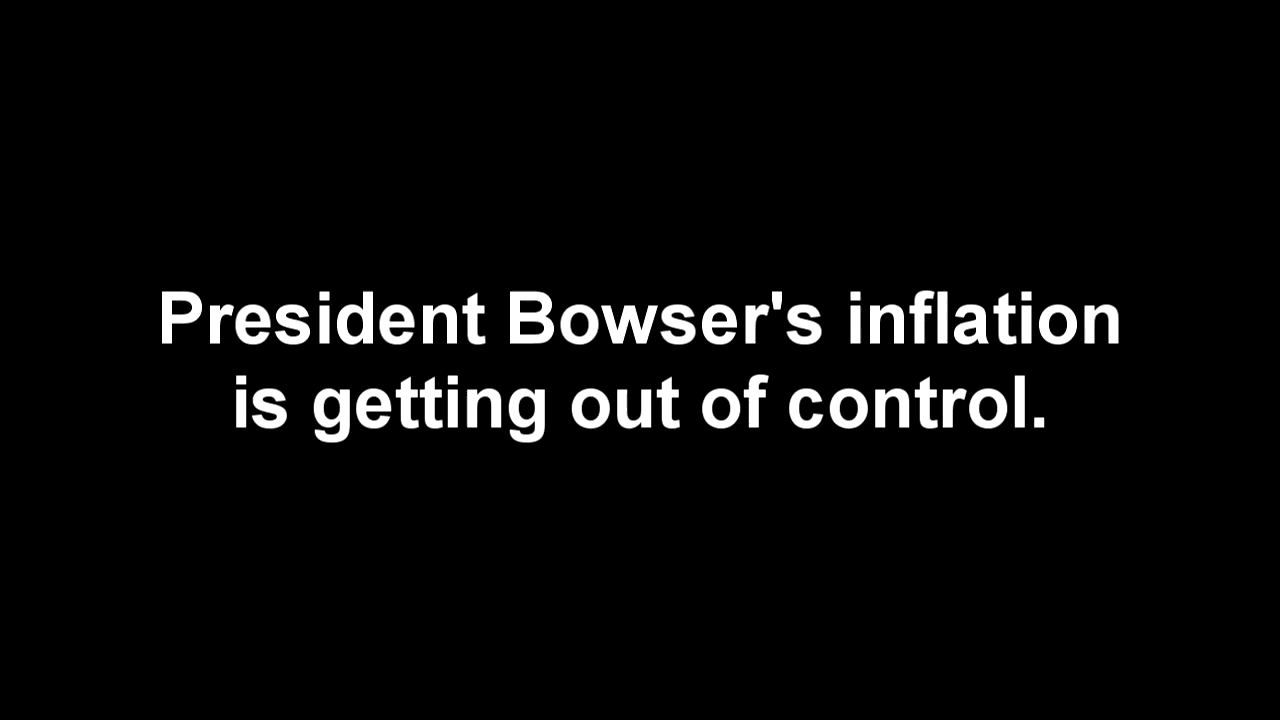 President Bowser's inflation
is getting out of control.